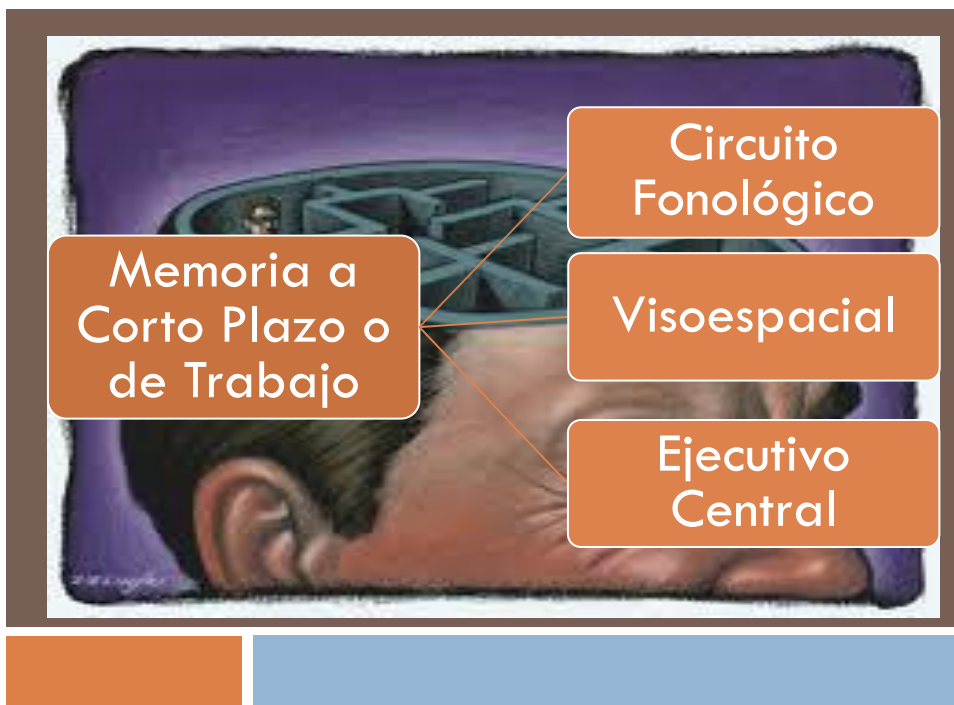 Memoria a
Corto Plazo o
de Trabajo
Circuito
Fonológico
Visoespacial
Ejecutivo
Central